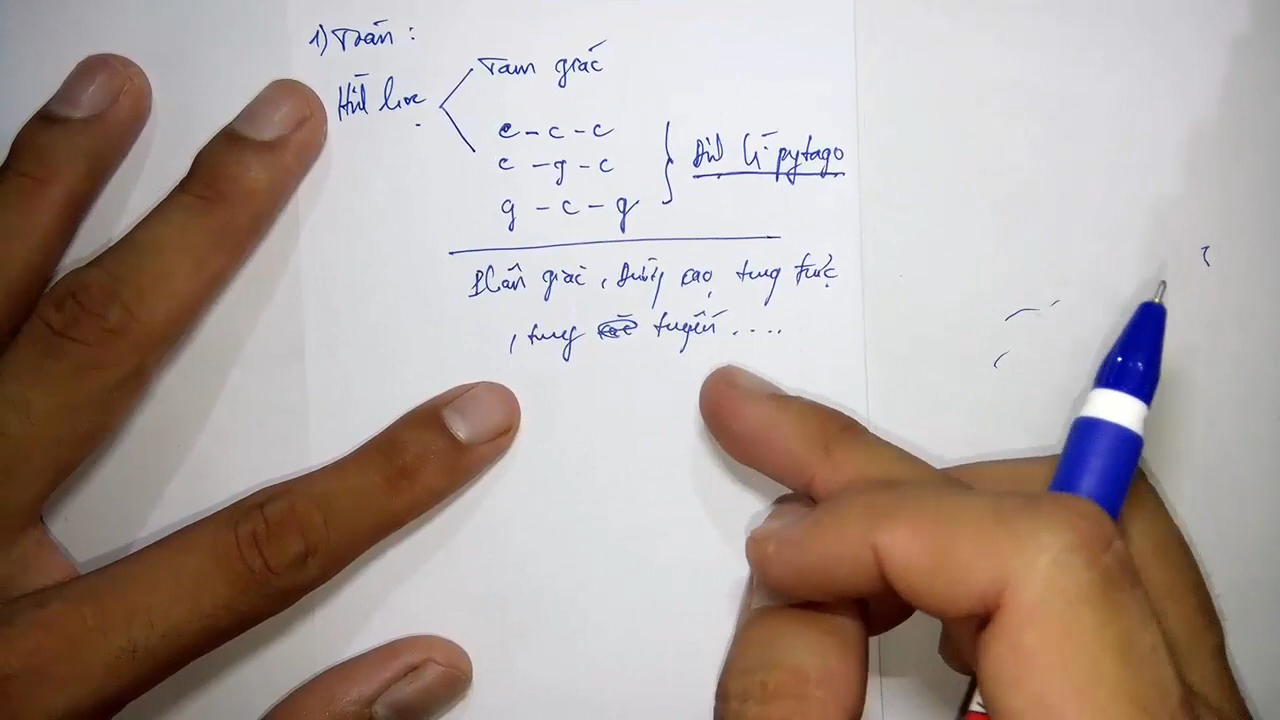 1) Toán :
Hình học
Tam giác
c - c - c
c - g - c
g - c - g
Định lí pytago
Phân giác, đường cao, trung trực
, trung tuyến ....